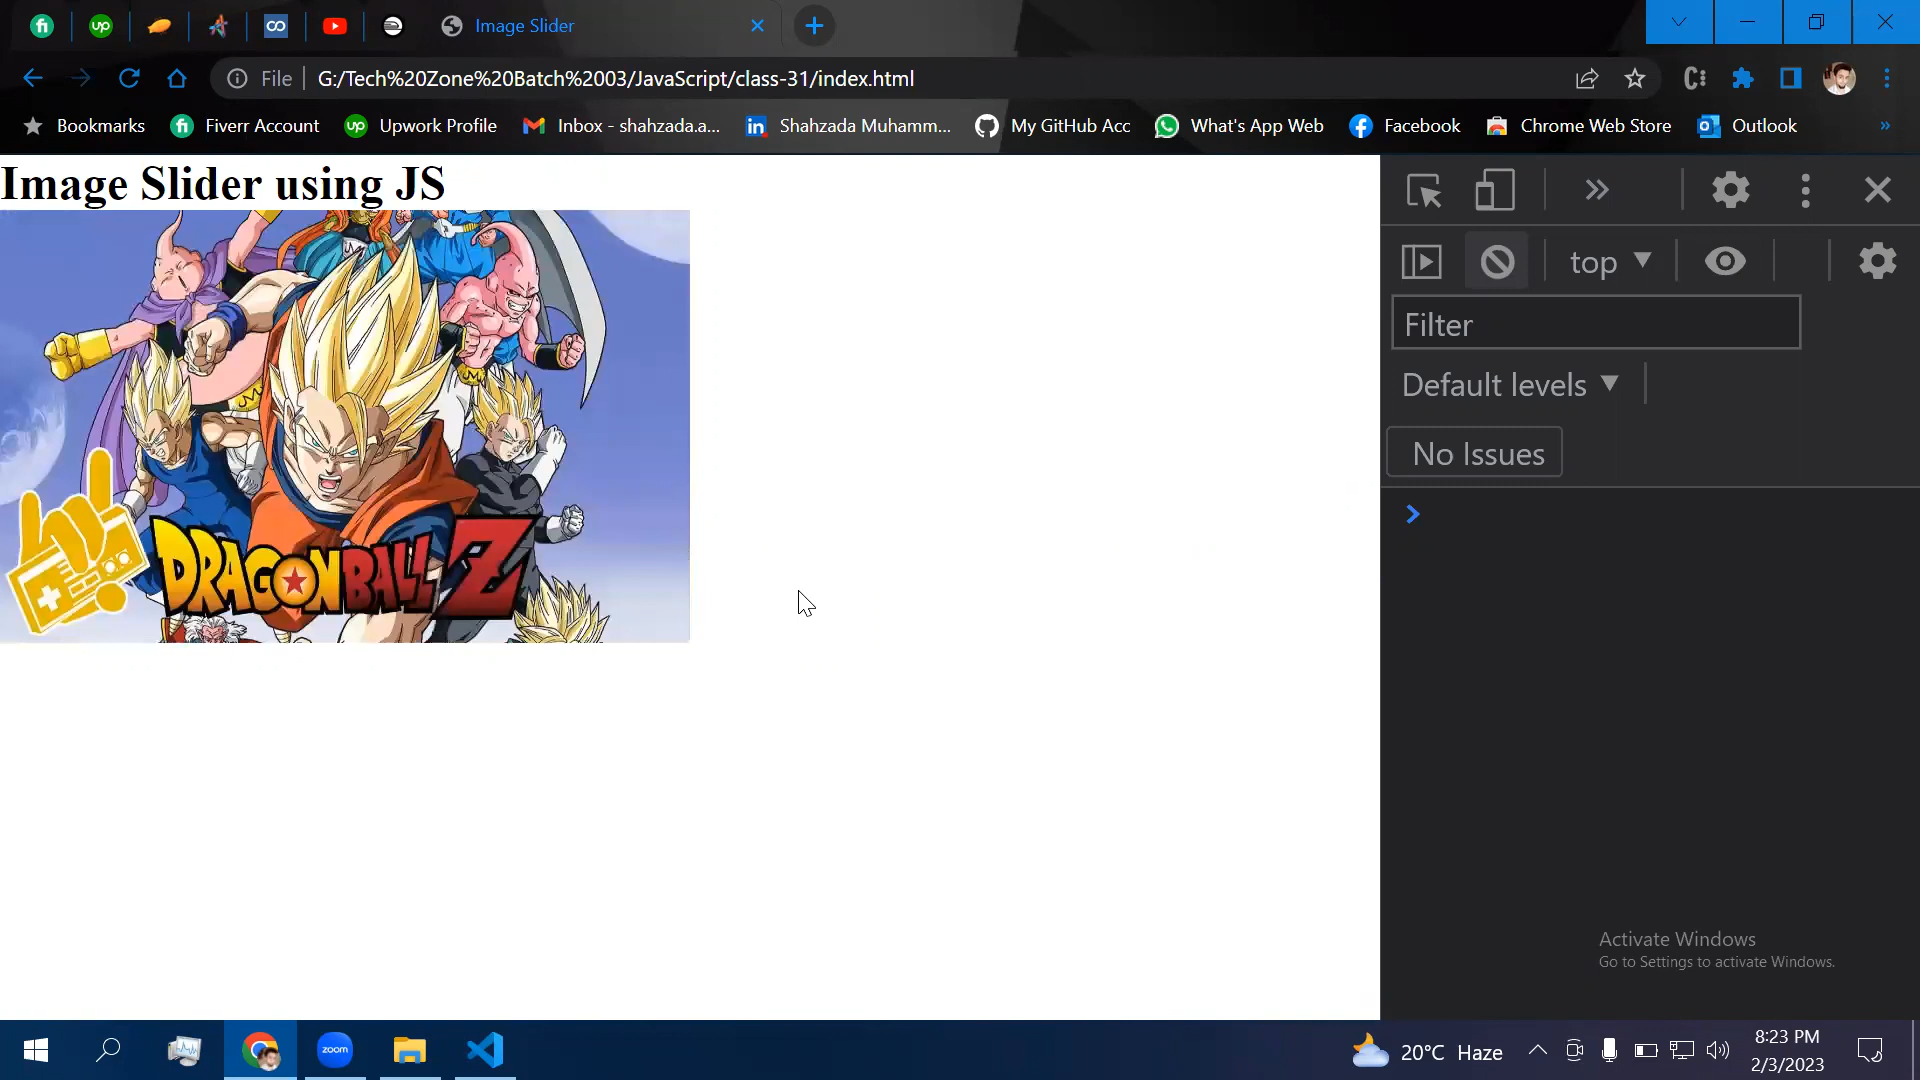 Image Slider
File
G:/Tech%20Zone%20Batch%2003/JavaScript/class-31/index.html
Bookmarks
Fiverr Account
Upwork Profile
Inbox - shahzada.a...
Shahzada Muhamm...
My GitHub Acc
What's App Web
Facebook
Chrome Web Store
Outlook
»
Image Slider using JS
DRAGON BALL Z
top
Filter
Default levels
No Issues
Activate Windows
Go to Settings to activate Windows.
zoom
20°C Haze
8:23 PM
2/3/2023